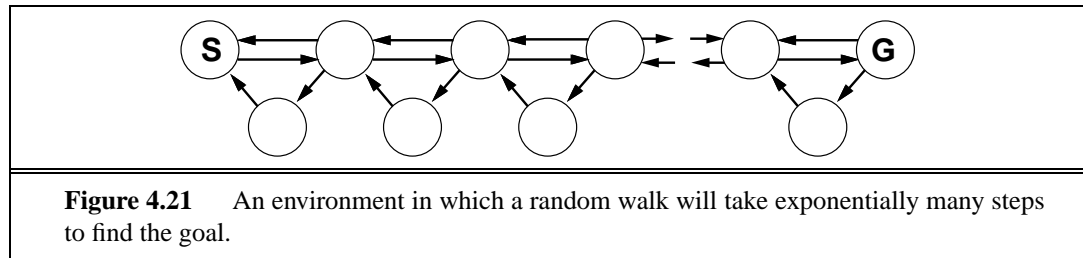 S
G
Figure 4.21 An environment in which a random walk will take exponentially many steps
to find the goal.